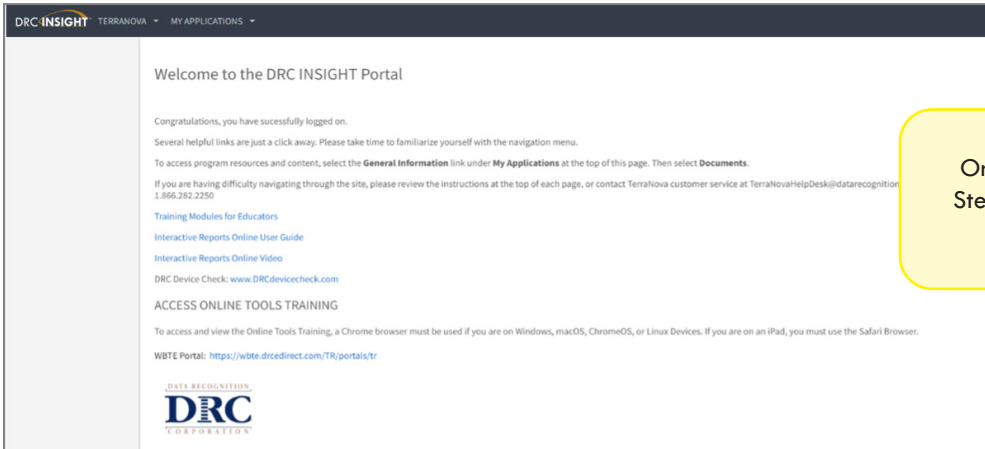 DRC INSIGHT TERRANOVA MY APPLICATIONS
Welcome to the DRC INSIGHT Portal
Congratulations, you have sucessfully logged on.
Several helpful links are just a click away. Please take time to familiarize yourself with the navigation menu.
To access program resources and content, select the General Information link under My Applications at the top of this page. Then select Documents.
If you are having difficulty navigating through the site, please review the instructions at the top of each page, or contact TerraNova customer service at TerraNovaHelpDesk@datarecognition
1.866.282.2250
Training Modules for Educators
Interactive Reports Online User Guide
Interactive Reports Online Video
DRC Device Check: www.DRCdevicecheck.com
ACCESS ONLINE TOOLS TRAINING
To access and view the Online Tools Training, a Chrome browser must be used if you are on Windows, macOS, ChromeOS, or Linux Devices. If you are on an iPad, you must use the Safari Browser.
WBTE Portal: https://wbte.drcedirect.com/TR/portals/tr
DATA RECOGNITION
DRC
CORPORATION